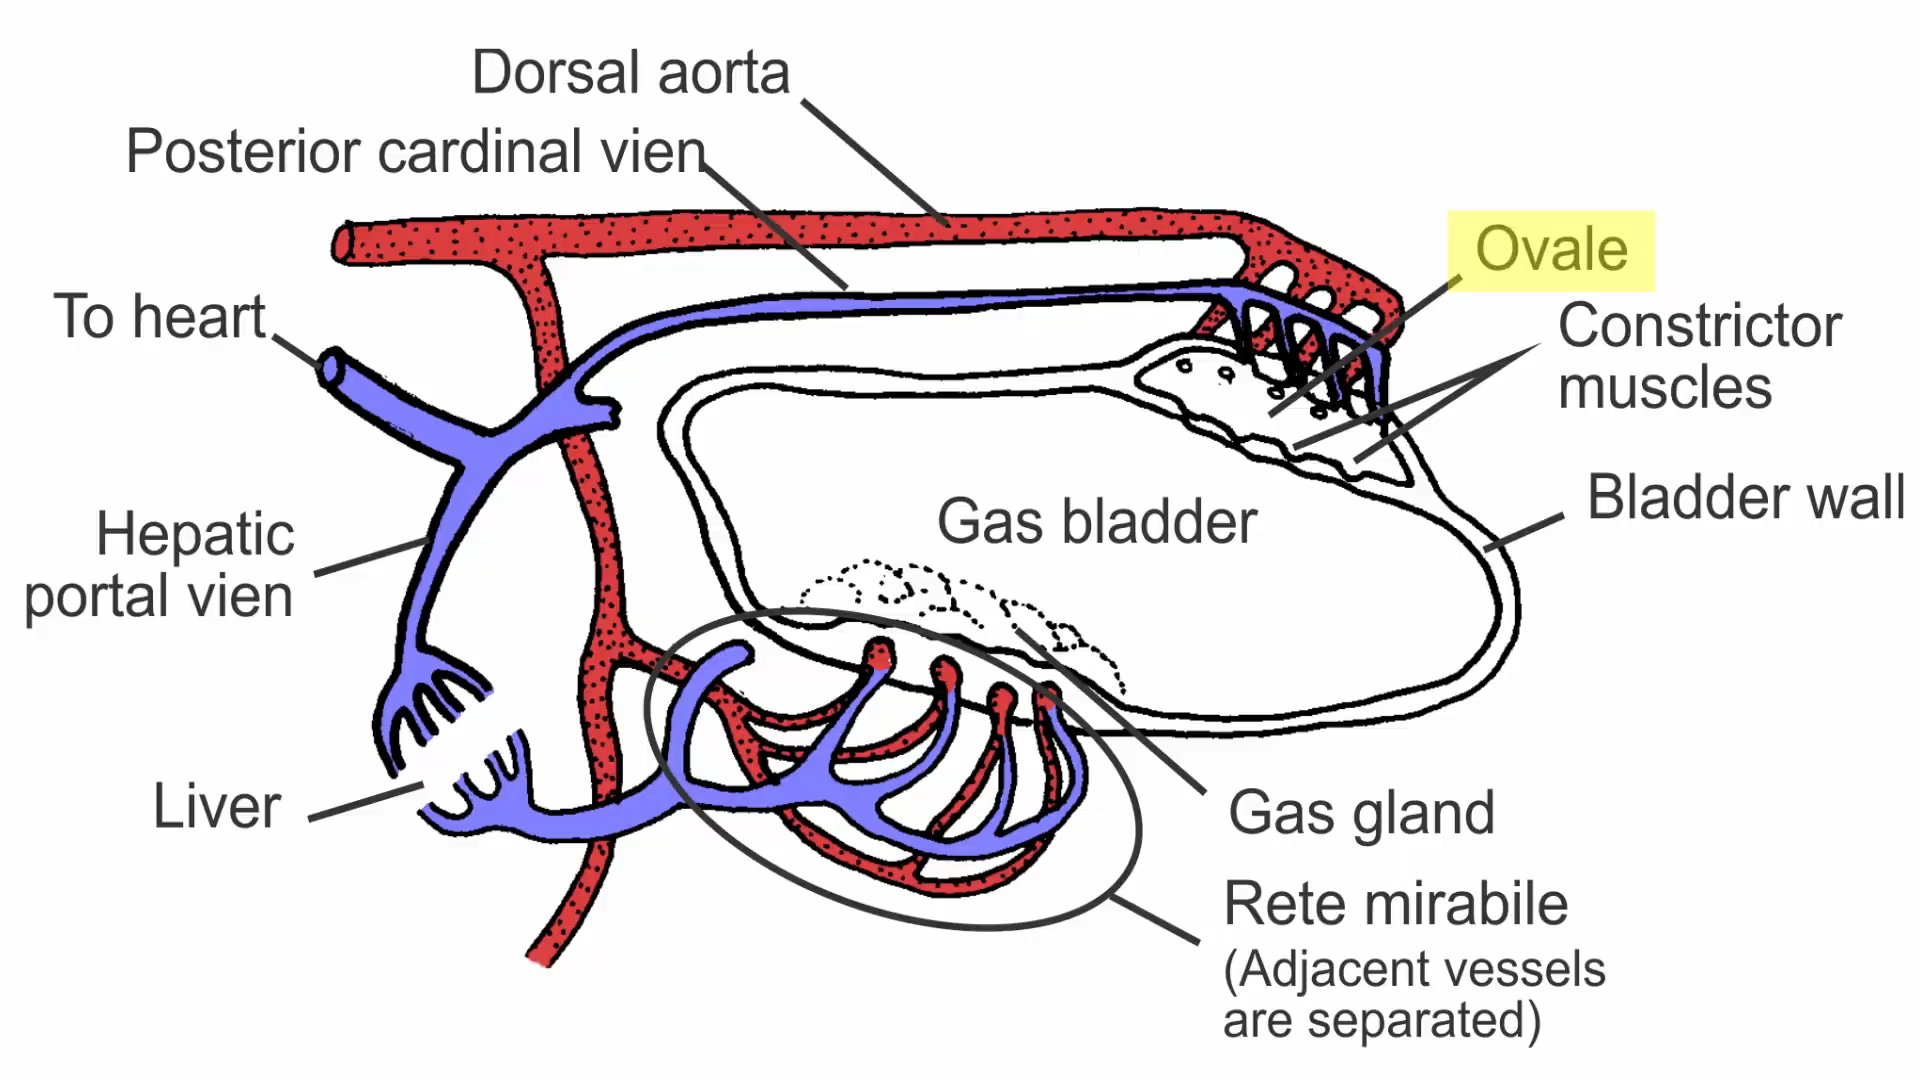 Dorsal aorta
Posterior cardinal vien
Ovale
To heart
Constrictor
muscles
Bladder wall
Gas bladder
Hepatic
portal vien
Liver
Gas gland
Rete mirabile
(Adjacent vessels
are separated)